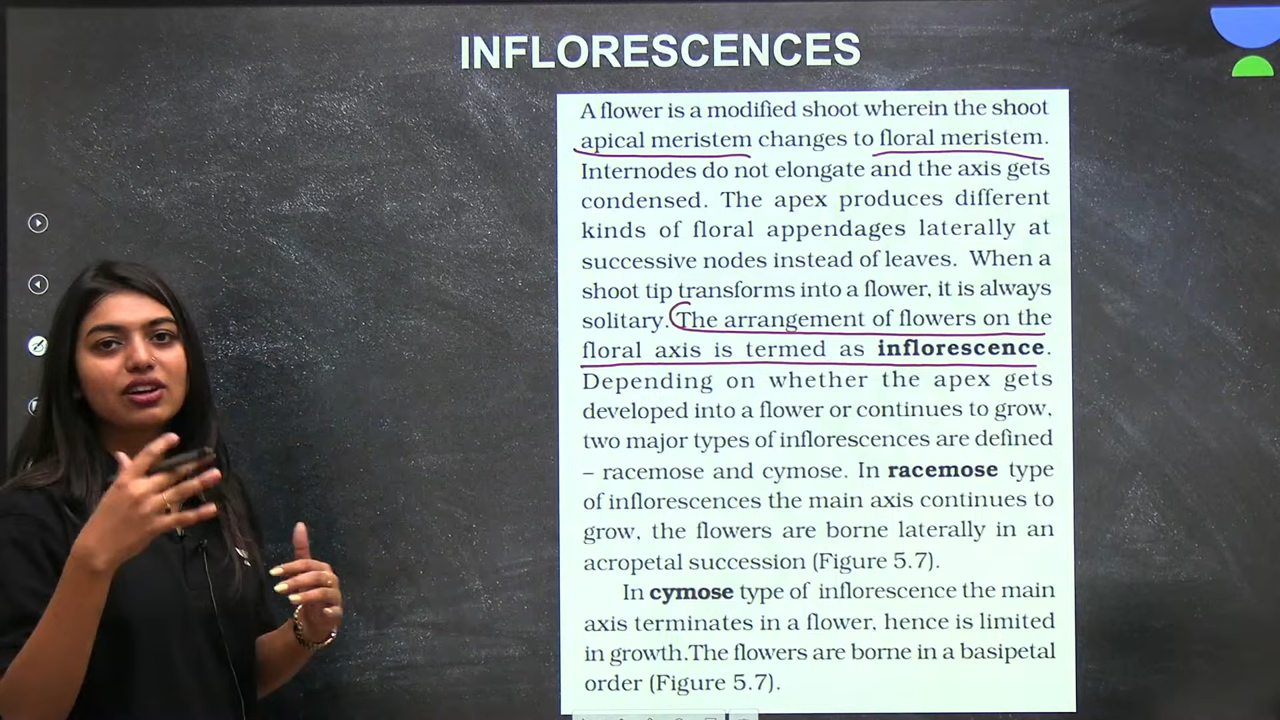 INFLORESCENCES
A flower is a modified shoot wherein the shoot
apical meristem changes to floral meristem.
Internodes do not elongate and the axis gets
condensed. The apex produces different
kinds of floral appendages laterally at
successive nodes instead of leaves. When a
shoot tip transforms into a flower, it is always
solitary. The arrangement of flowers on the
floral axis is termed as inflorescence.
Depending on whether the apex gets
developed into a flower or continues to grow,
two major types of inflorescences are defined
– racemose and cymose. In racemose type
of inflorescences the main axis continues to
grow, the flowers are borne laterally in an
acropetal succession (Figure 5.7).
In cymose type of inflorescence the main
axis terminates in a flower, hence is limited
in growth.The flowers are borne in a basipetal
order (Figure 5.7).